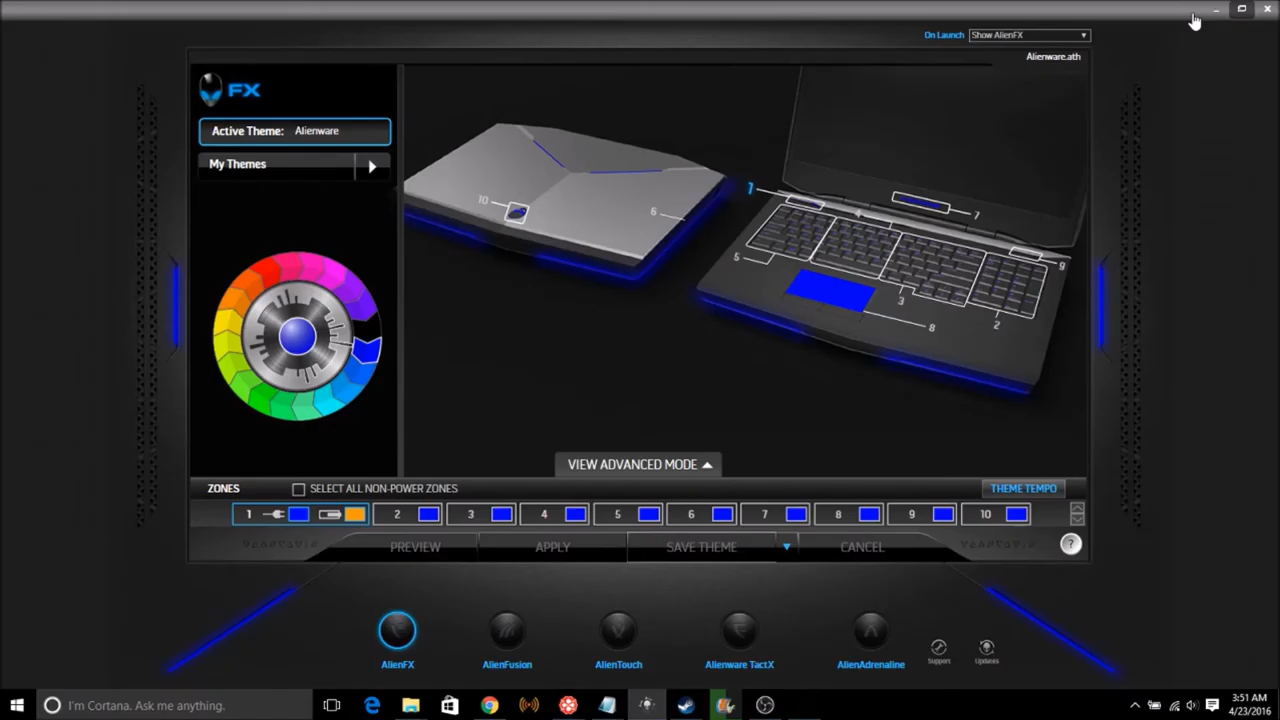 On Launch Show AlienFX
Alienware.ath
FX
Active Theme: Alienware
My Themes
10
6
1
4
7
5
9
3
2
8
VIEW ADVANCED MODE
ZONES SELECT ALL NON-POWER ZONES THEME TEMPO
1 2 3 4 5 6 7 8 9 10
PREVIEW APPLY SAVE THEME CANCEL ?
AlienFX AlienFusion AlienTouch Alienware TactX AlienAdrenaline Support Updates
I'm Cortana. Ask me anything.
3:51 AM
4/23/2016